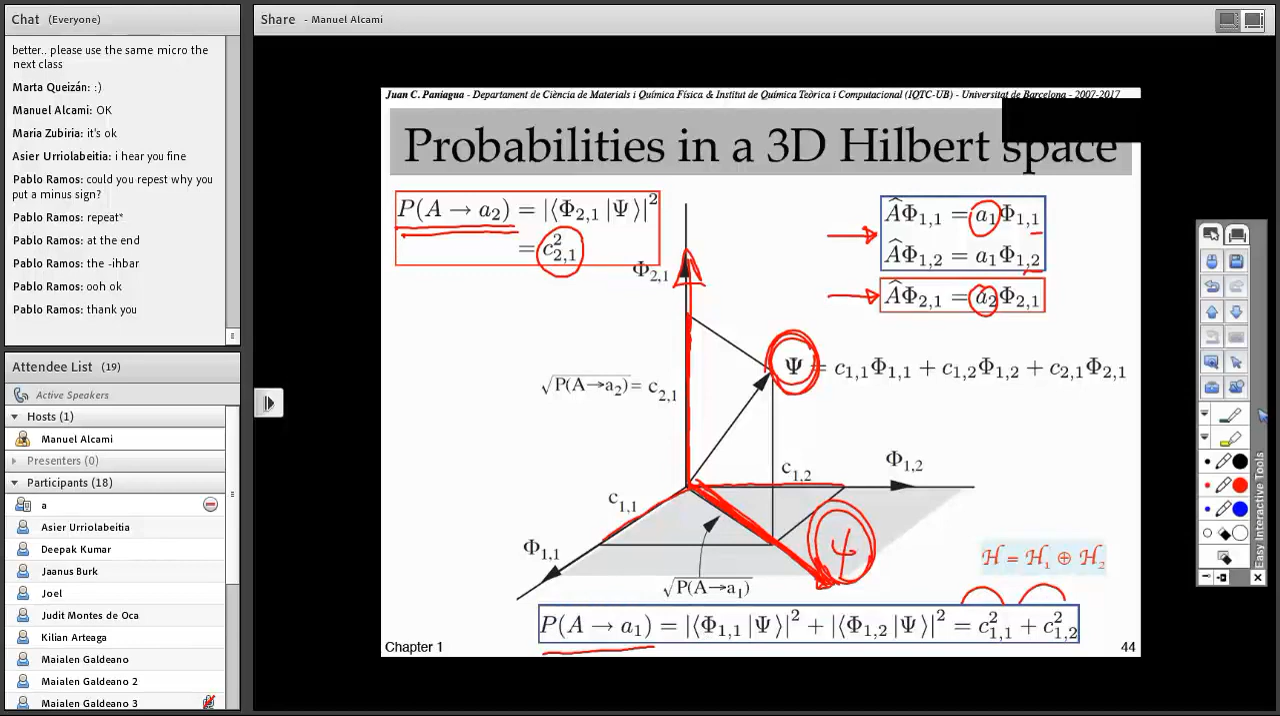 Chat (Everyone)
better.. please use the same micro the
next class
Marta Queizán: :)
Manuel Alcami: OK
Maria Zubiria: it's ok
Asier Urriolabeitia: i hear you fine
Pablo Ramos: could you repest why you
put a minus sign?
Pablo Ramos: repeat*
Pablo Ramos: at the end
Pablo Ramos: the -ihbar
Pablo Ramos: ooh ok
Pablo Ramos: thank you
Attendee List (19)
Active Speakers
Hosts (1)
Manuel Alcami
Presenters (0)
Participants (18)
a
Asier Urriolabeitia
Deepak Kumar
Jaanus Burk
Joel
Judit Montes de Oca
Kilian Arteaga
Maialen Galdeano
Maialen Galdeano 2
Maialen Galdeano 3
Share - Manuel Alcami
Juan C. Paniagua - Departament de Ciència de Materials i Química Física & Institut de Química Teòrica i Computacional (IQTC-UB) - Universitat de Barcelona - 2007-2017
Probabilities in a 3D Hilbert space
P(A → a₂) = |⟨Φ₂,₁ |Ψ⟩|²
= c²₂,₁
ÂΦ₁,₁ = a₁Φ₁,₁
ÂΦ₁,₂ = a₁Φ₁,₂
ÂΦ₂,₁ = a₂Φ₂,₁
Φ₂,₁
Ψ = c₁,₁Φ₁,₁ + c₁,₂Φ₁,₂ + c₂,₁Φ₂,₁
√P(A→a₂) = c₂,₁
c₁,₂
Φ₁,₂
c₁,₁
Φ₁,₁
ψ
√P(A→a₁)
ℋ = ℋ₁ ⊕ ℋ₂
P(A → a₁) = |⟨Φ₁,₁ |Ψ⟩|² + |⟨Φ₁,₂ |Ψ⟩|² = c²₁,₁ + c²₁,₂
Chapter 1
44
Easy Interactive Tools